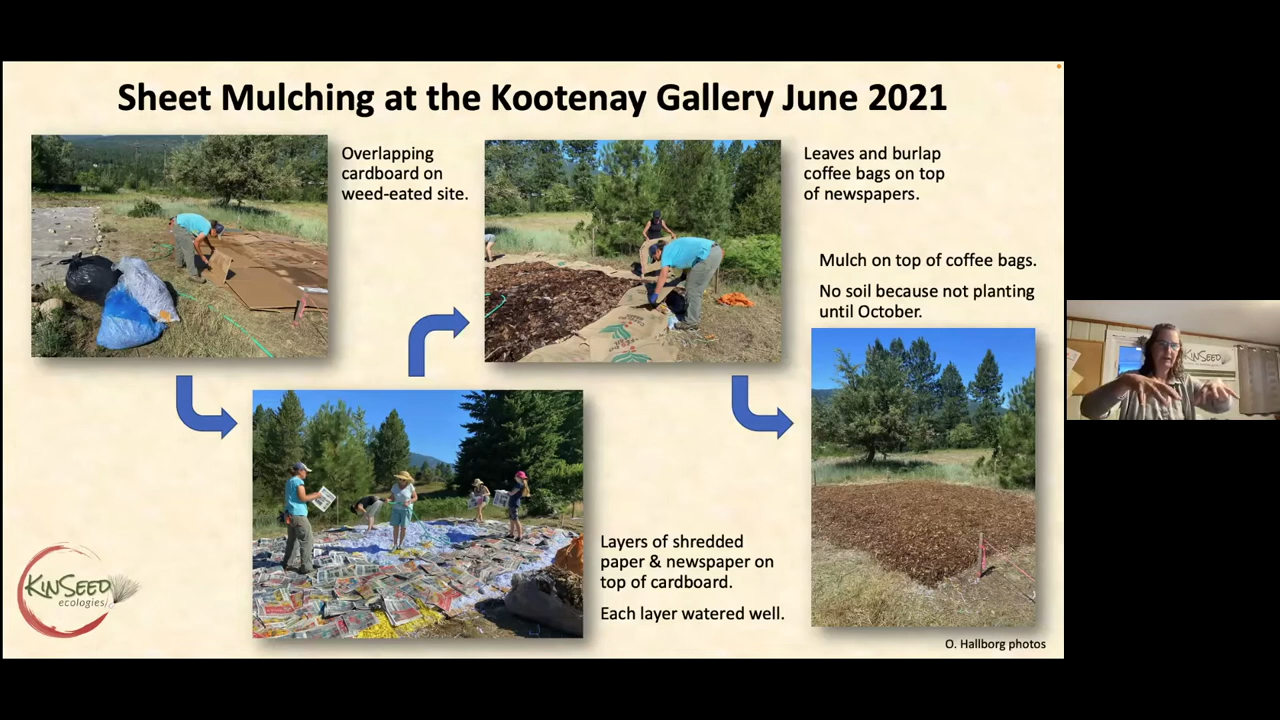 Sheet Mulching at the Kootenay Gallery June 2021
Overlapping
cardboard on
weed-eated site.
Layers of shredded
paper & newspaper on
top of cardboard.
Each layer watered well.
Leaves and burlap
coffee bags on top
of newspapers.
Mulch on top of coffee bags.
No soil because not planting
until October.
O. Hallborg photos
KINSEED
ecologies
KINSEED